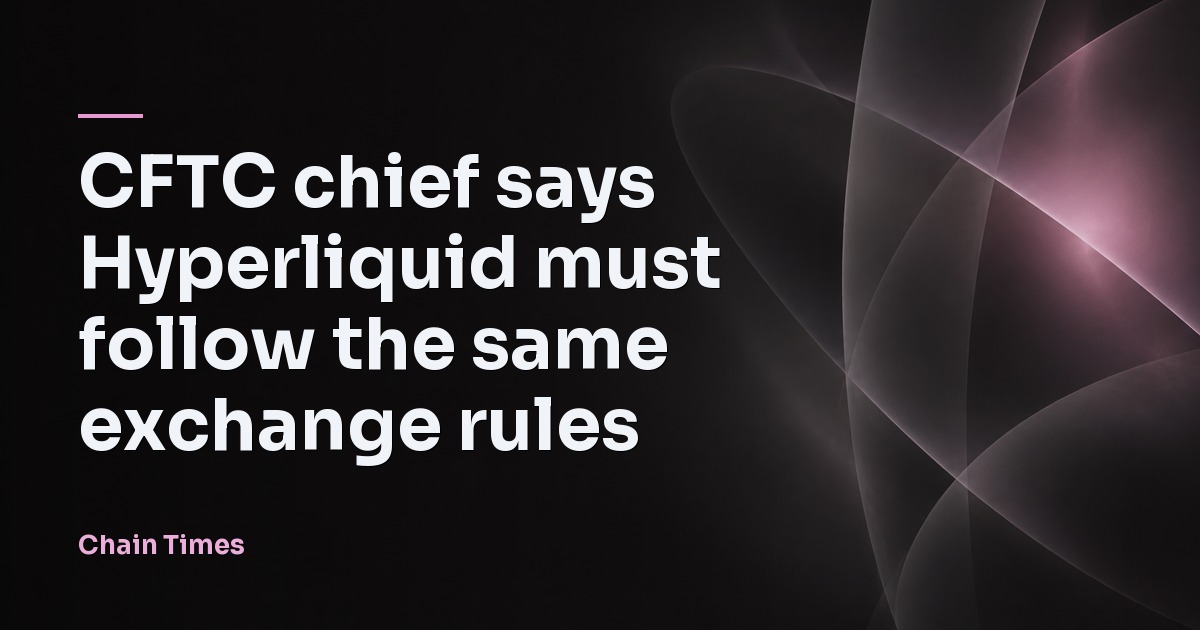 CFTC chief says
Hyperliquid must
follow the same
exchange rules
Chain Times